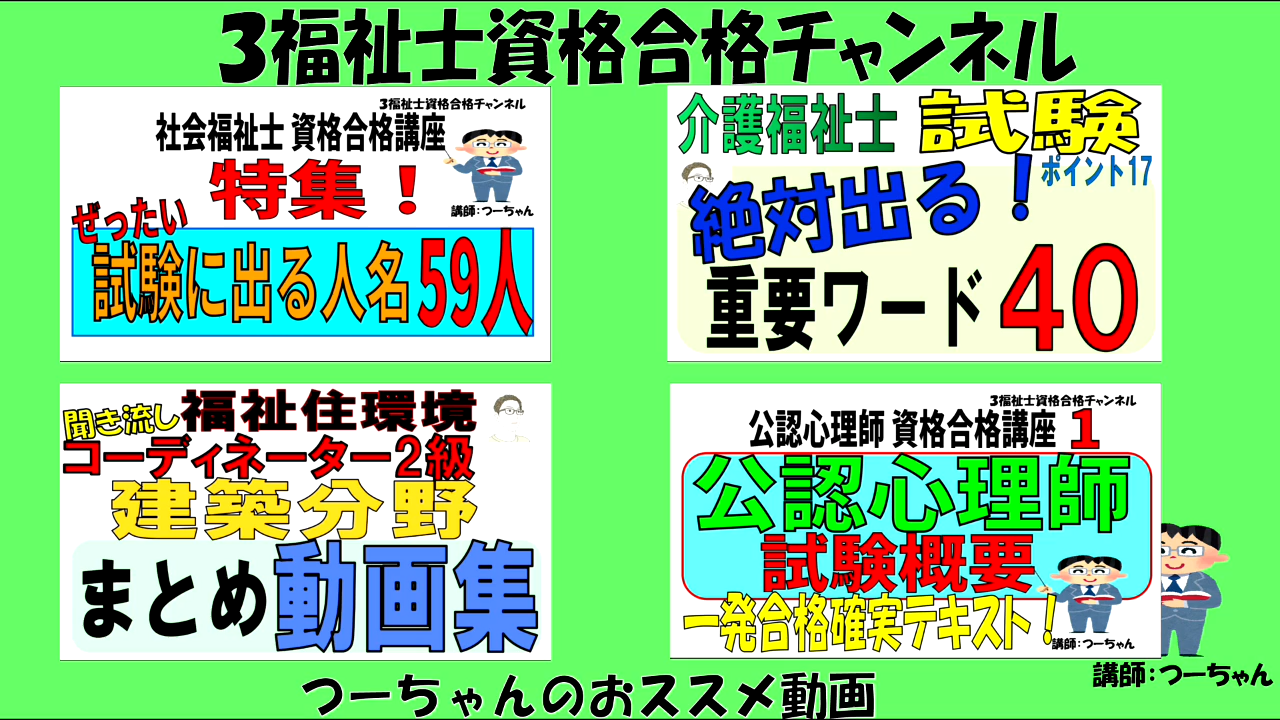 3福祉士資格合格チャンネル
3福祉士資格合格チャンネル
社会福祉士 資格合格講座
特集！
講師：つーちゃん
ぜったい
試験に出る人名59人
介護福祉士 試験
ポイント17
絶対出る！
重要ワード40
聞き流し 福祉住環境
コーディネーター2級
建築分野
まとめ動画集
3福祉士資格合格チャンネル
公認心理師 資格合格講座 1
公認心理師
試験概要
一発合格確実テキスト！
講師：つーちゃん
講師：つーちゃん
つーちゃんのおススメ動画